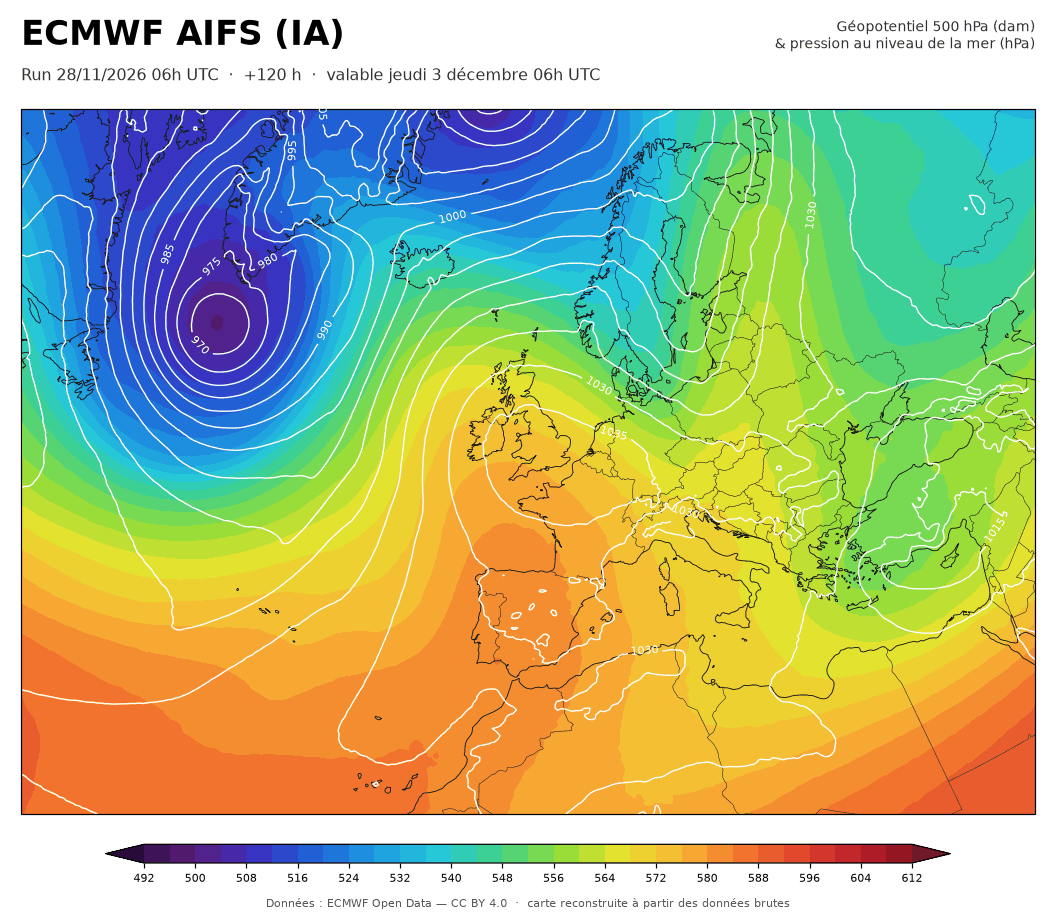 ECMWF AIFS (IA)
Géopotentiel 500 hPa (dam)
& pression au niveau de la mer (hPa)
Run 28/11/2026 06h UTC · +120 h · valable jeudi 3 décembre 06h UTC
995
1000
1030
985
975
980
970
990
1030
1035
1030
1015
1030
492 500 508 516 524 532 540 548 556 564 572 580 588 596 604 612
Données : ECMWF Open Data — CC BY 4.0 · carte reconstruite à partir des données brutes